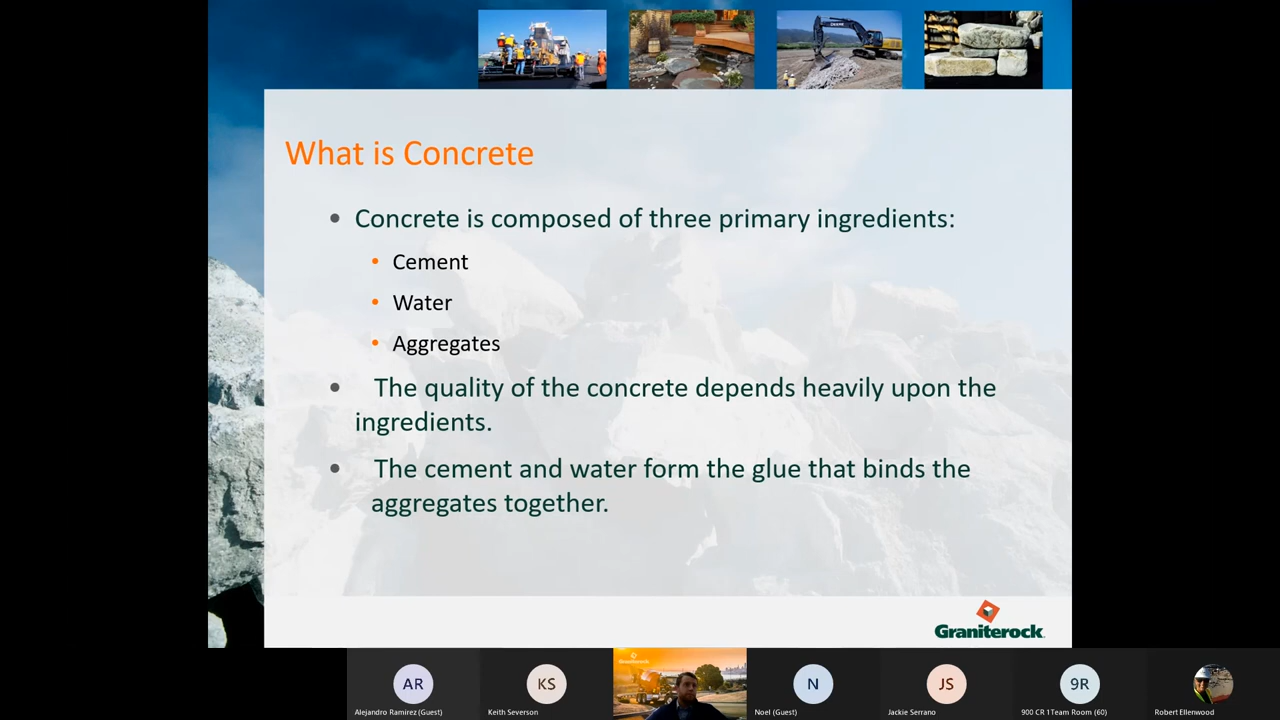 What is Concrete
• Concrete is composed of three primary ingredients:
• Cement
• Water
• Aggregates
• The quality of the concrete depends heavily upon the
ingredients.
• The cement and water form the glue that binds the
aggregates together.
Graniterock
Graniterock
AR
KS
N
JS
9R
Alejandro Ramirez (Guest)
Keith Severson
Noel (Guest)
Jackie Serrano
900 CR 1 Team Room (60)
Robert Ellenwood